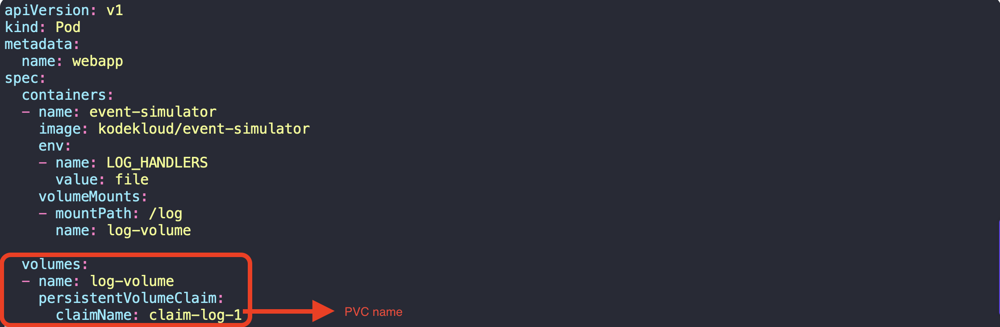 apiVersion: v1
kind: Pod
metadata:
  name: webapp
spec:
  containers:
  - name: event-simulator
    image: kodekloud/event-simulator
    env:
    - name: LOG_HANDLERS
      value: file
    volumeMounts:
    - mountPath: /log
      name: log-volume

  volumes:
  - name: log-volume
    persistentVolumeClaim:
      claimName: claim-log-1
PVC name